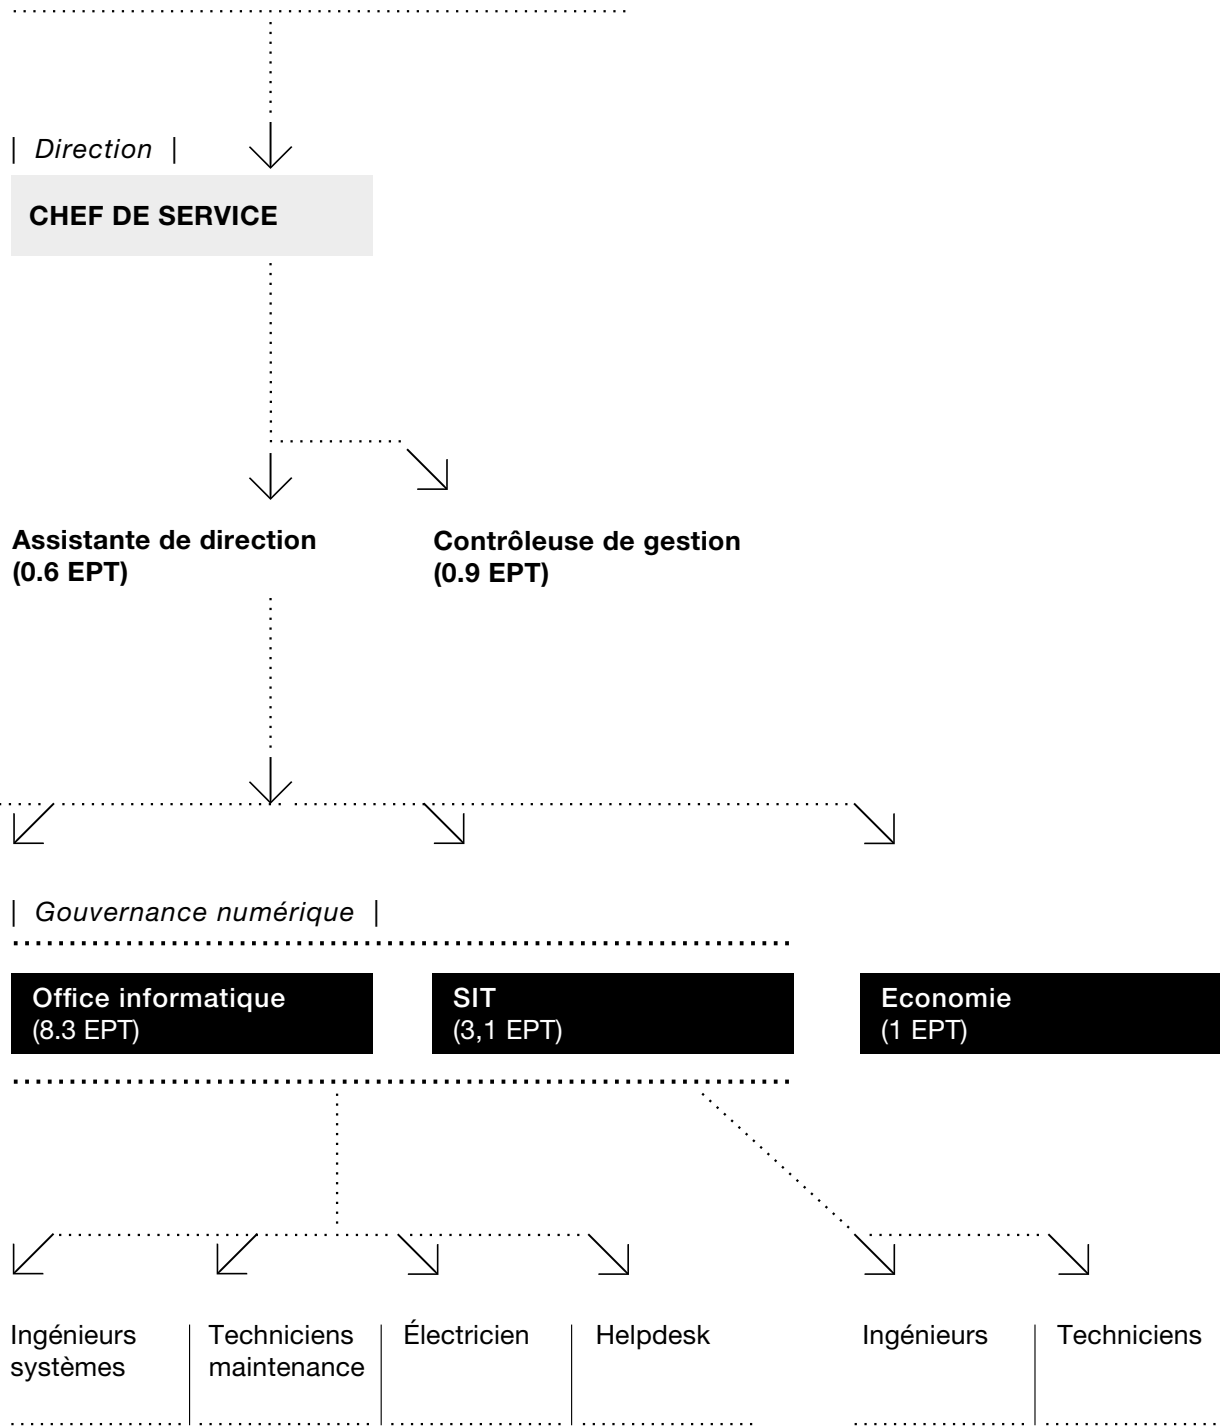 | Direction |
CHEF DE SERVICE
Assistante de direction
(0.6 EPT)
Contrôleuse de gestion
(0.9 EPT)
| Gouvernance numérique |
Office informatique
(8.3 EPT)
SIT
(3,1 EPT)
Economie
(1 EPT)
Ingénieurs
systèmes
Techniciens
maintenance
Électricien
Helpdesk
Ingénieurs
Techniciens